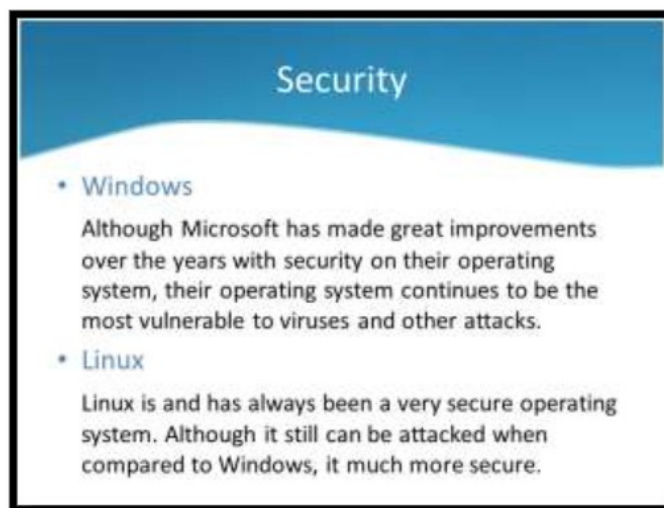 Security
• Windows
Although Microsoft has made great improvements
over the years with security on their operating
system, their operating system continues to be the
most vulnerable to viruses and other attacks.
• Linux
Linux is and has always been a very secure operating
system. Although it still can be attacked when
compared to Windows, it much more secure.